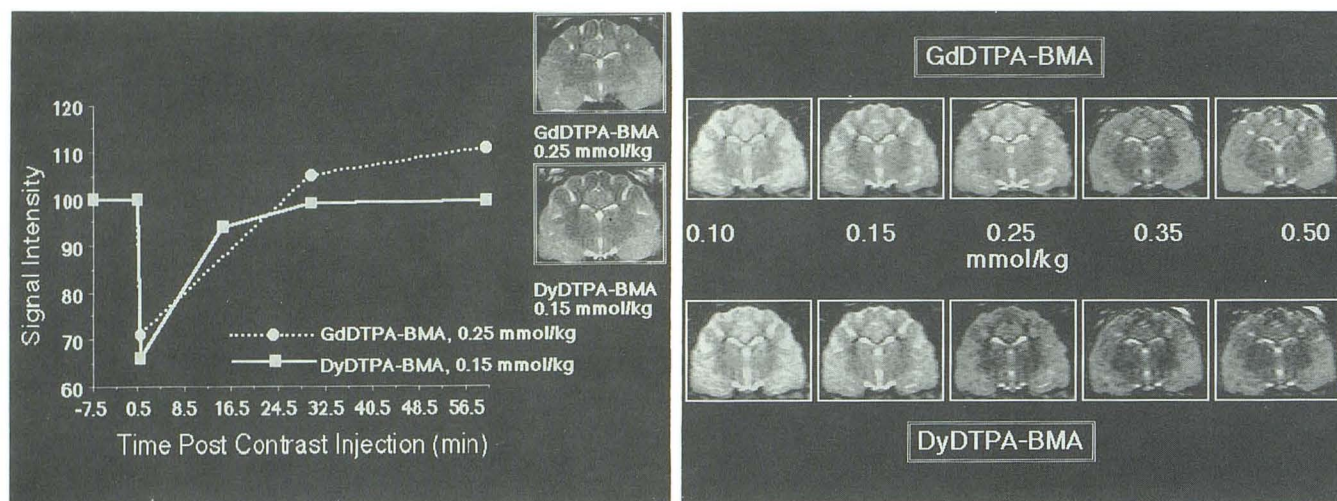 120
110
100
90
80
70
60
Signal Intensity
-7.5 0.5 8.5 16.5 24.5 32.5 40.5 48.5 56.5
Time Post Contrast Injection (min)
GdDTPA-BMA, 0.25 mmol/kg
DyDTPA-BMA, 0.15 mmol/kg
GdDTPA-BMA
0.25 mmol/kg
DyDTPA-BMA
0.15 mmol/kg
GdDTPA-BMA
0.10 0.15 0.25 0.35 0.50
mmol/kg
DyDTPA-BMA